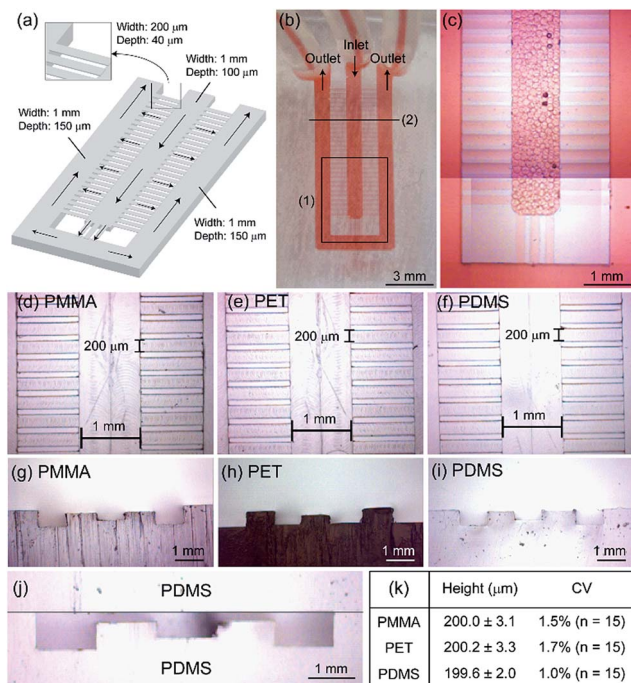 (a)
Width: 200 µm
Depth: 40 µm
Width: 1 mm
Depth: 100 µm
Width: 1 mm
Depth: 150 µm
Width: 1 mm
Depth: 150 µm
(b)
Inlet
Outlet
Outlet
(2)
(1)
3 mm
(c)
1 mm
(d) PMMA
200 µm
1 mm
(e) PET
200 µm
1 mm
(f) PDMS
200 µm
1 mm
(g) PMMA
1 mm
(h) PET
1 mm
(i) PDMS
1 mm
(j)
PDMS
PDMS
1 mm
(k) Height (µm) CV
PMMA 200.0 ± 3.1 1.5% (n = 15)
PET 200.2 ± 3.3 1.7% (n = 15)
PDMS 199.6 ± 2.0 1.0% (n = 15)